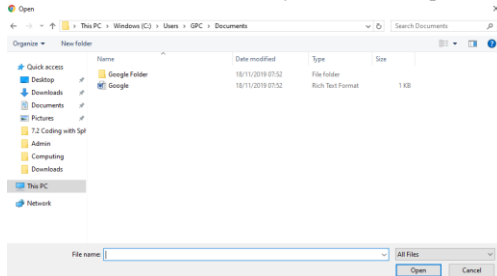 Open
This PC > Windows (C:) > Users > GPC > Documents
Search Documents
Organize
New folder
Name
Date modified
Type
Size
Quick access
Desktop
Downloads
Documents
Pictures
7.2 Coding with Sph
Admin
Computing
Downloads
This PC
Network
Google Folder
18/11/2019 07:52
File folder
Google
18/11/2019 07:52
Rich Text Format
1 KB
File name:
All Files
Open
Cancel